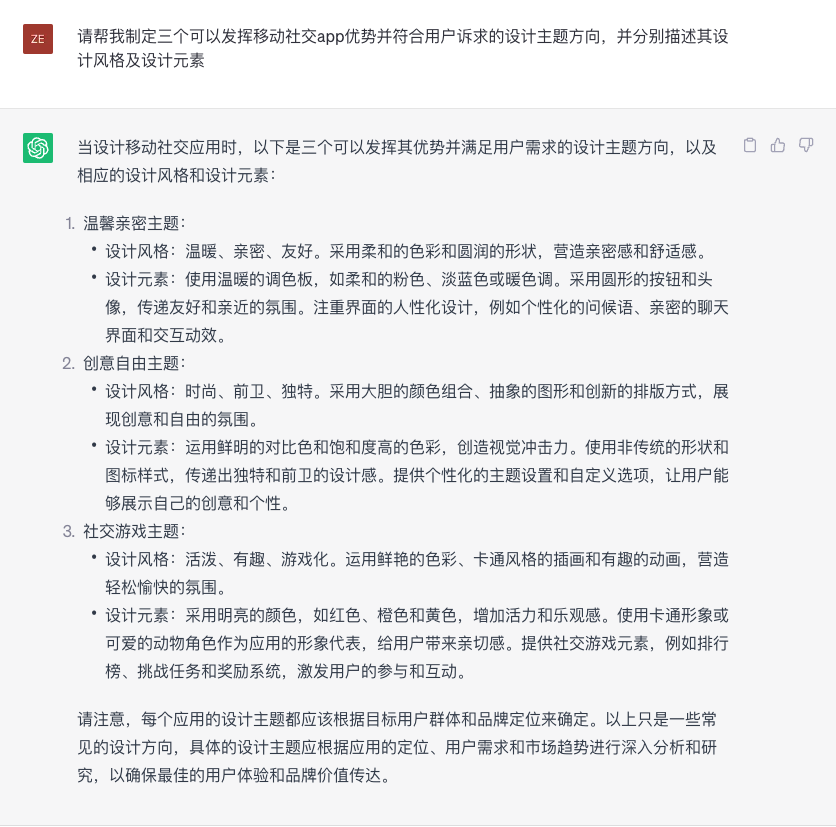 ZE
请帮我制定三个可以发挥移动社交app优势并符合用户诉求的设计主题方向，并分别描述其设
计风格及设计元素
当设计移动社交应用时，以下是三个可以发挥其优势并满足用户需求的设计主题方向，以及
相应的设计风格和设计元素：
1. 温馨亲密主题：
• 设计风格：温暖、亲密、友好。采用柔和的色彩和圆润的形状，营造亲密感和舒适感。
• 设计元素：使用温暖的调色板，如柔和的粉色、淡蓝色或暖色调。采用圆形的按钮和头
像，传递友好和亲近的氛围。注重界面的人性化设计，例如个性化的问候语、亲密的聊天
界面和交互动效。
2. 创意自由主题：
• 设计风格：时尚、前卫、独特。采用大胆的颜色组合、抽象的图形和创新的排版方式，展
现创意和自由的氛围。
• 设计元素：运用鲜明的对比色和饱和度高的色彩，创造视觉冲击力。使用非传统的形状和
图标样式，传递出独特和前卫的设计感。提供个性化的主题设置和自定义选项，让用户能
够展示自己的创意和个性。
3. 社交游戏主题：
• 设计风格：活泼、有趣、游戏化。运用鲜艳的色彩、卡通风格的插画和有趣的动画，营造
轻松愉快的氛围。
• 设计元素：采用明亮的颜色，如红色、橙色和黄色，增加活力和乐观感。使用卡通形象或
可爱的动物角色作为应用的形象代表，给用户带来亲切感。提供社交游戏元素，例如排行
榜、挑战任务和奖励系统，激发用户的参与和互动。
请注意，每个应用的设计主题都应该根据目标用户群体和品牌定位来确定。以上只是一些常
见的设计方向，具体的设计主题应根据应用的定位、用户需求和市场趋势进行深入分析和研
究，以确保最佳的用户体验和品牌价值传达。